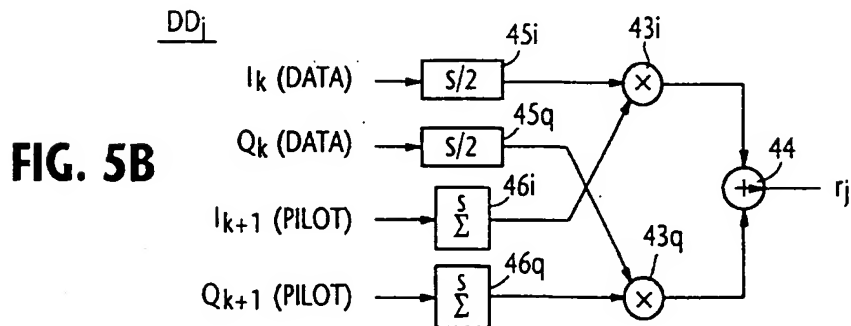 DDj
FIG. 5B
Ik (DATA)
S/2
45i
43i
Qk (DATA)
S/2
45q
44
rj
Ik+1 (PILOT)
S
Σ
46i
Qk+1 (PILOT)
S
Σ
46q
43q
×
×
+